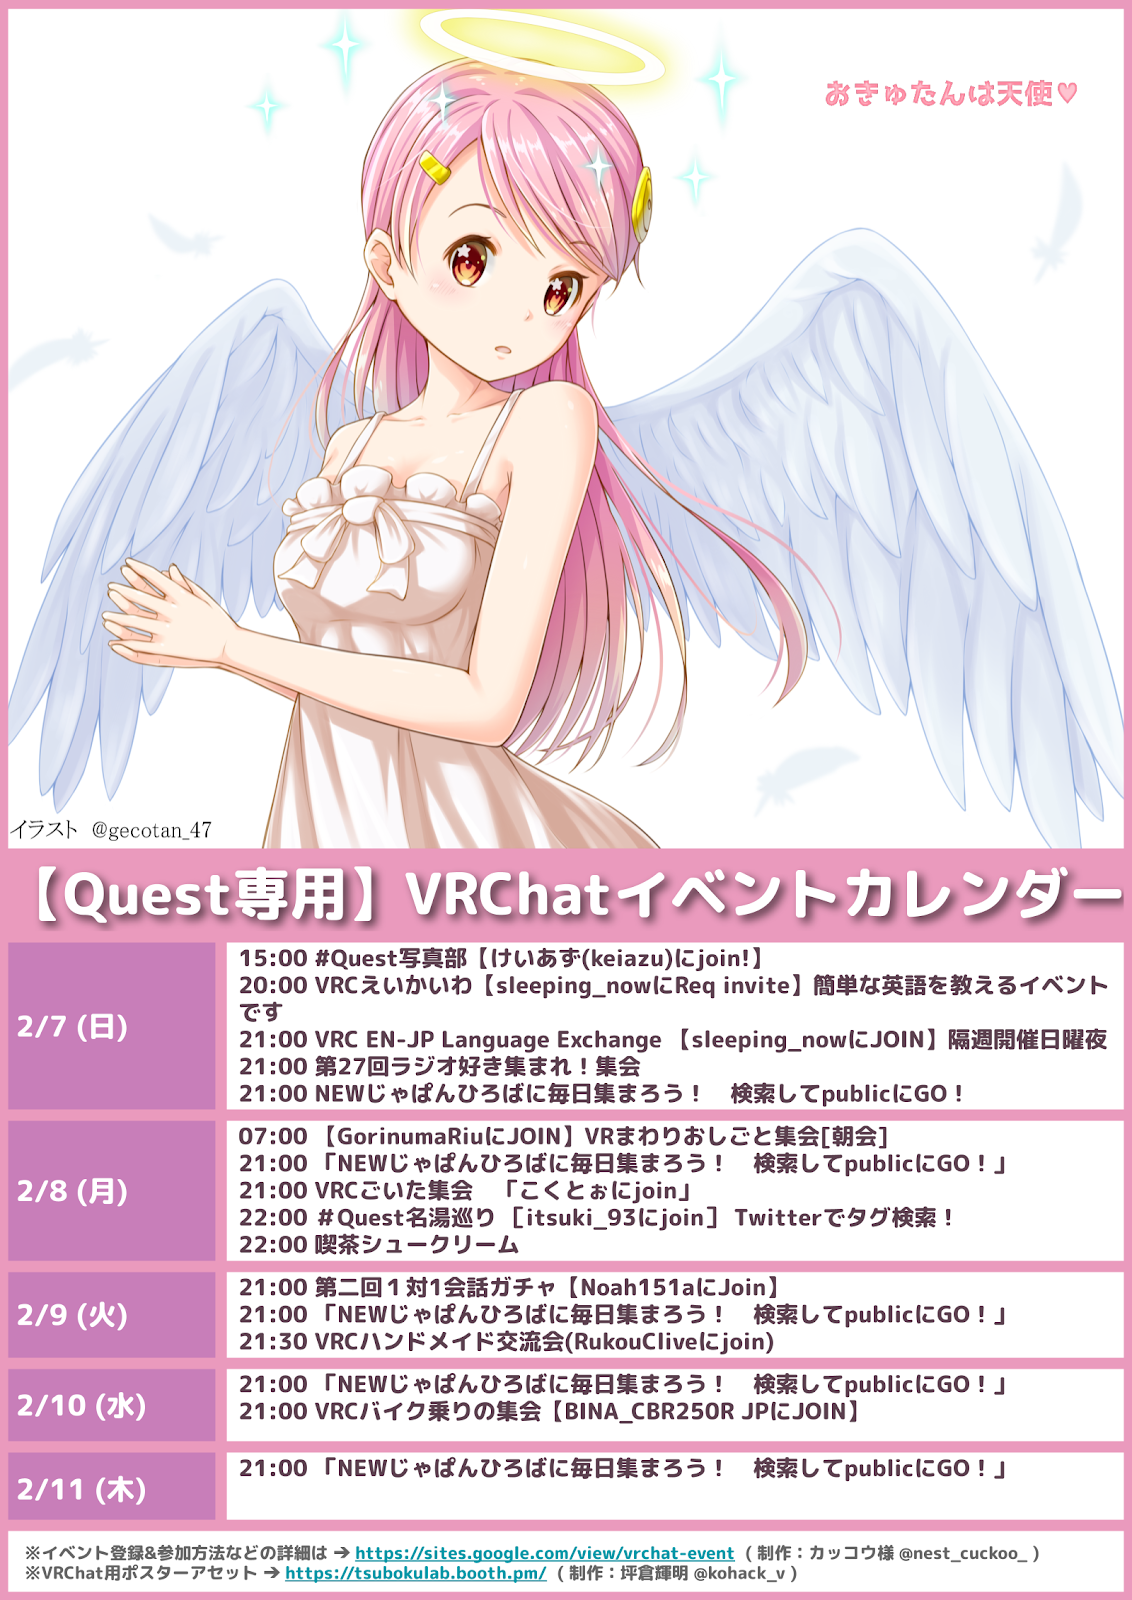 おきゅたんは天使♥
イラスト @gecotan_47
【Quest専用】VRChatイベントカレンダー
2/7 (日)
15:00 #Quest写真部【けいあず(keiazu)にjoin!】
20:00 VRCえいかいわ【sleeping_nowにReq invite】簡単な英語を教えるイベント
です
21:00 VRC EN-JP Language Exchange 【sleeping_nowにJOIN】隔週開催日曜夜
21:00 第27回ラジオ好き集まれ！集会
21:00 NEWじゃぱんひろばに毎日集まろう！　検索してpublicにGO！
2/8 (月)
07:00 【GorinumaRiuにJOIN】VRまわりおしごと集会[朝会]
21:00 「NEWじゃぱんひろばに毎日集まろう！　検索してpublicにGO！」
21:00 VRCごいた集会　「こくとぉにjoin」
22:00 ＃Quest名湯巡り ［itsuki_93にjoin］ Twitterでタグ検索！
22:00 喫茶シュークリーム
2/9 (火)
21:00 第二回１対1会話ガチャ【Noah151aにJoin】
21:00 「NEWじゃぱんひろばに毎日集まろう！　検索してpublicにGO！」
21:30 VRCハンドメイド交流会(RukouCliveにjoin)
2/10 (水)
21:00 「NEWじゃぱんひろばに毎日集まろう！　検索してpublicにGO！」
21:00 VRCバイク乗りの集会【BINA_CBR250R JPにJOIN】
2/11 (木)
21:00 「NEWじゃぱんひろばに毎日集まろう！　検索してpublicにGO！」
※イベント登録&参加方法などの詳細は → https://sites.google.com/view/vrchat-event （ 制作：カッコウ様 @nest_cuckoo_ ）
※VRChat用ポスターアセット → https://tsubokulab.booth.pm/ （ 制作：坪倉輝明 @kohack_v ）